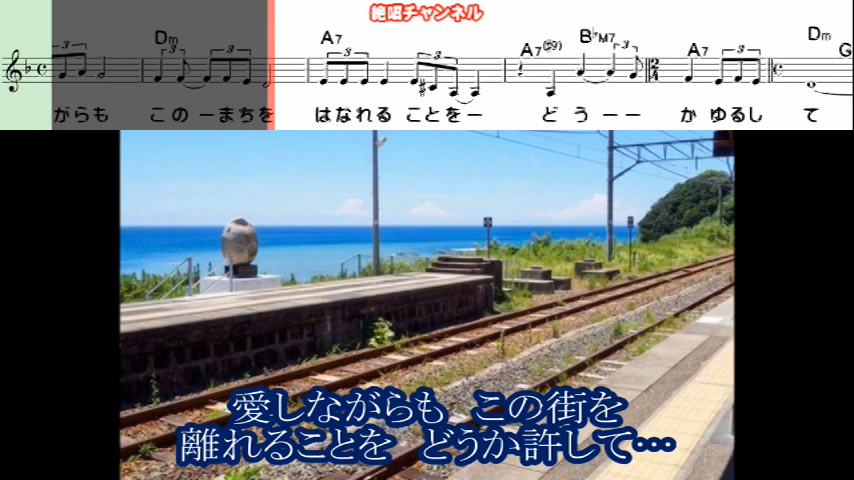 絶唱チャンネル
Dm A7 A7(♭9) B♭M7 A7 Dm G
がらも この ーまちを はなれる ことをー どう ーー か ゆるし て
愛しながらも この街を
離れることを どうか許して…